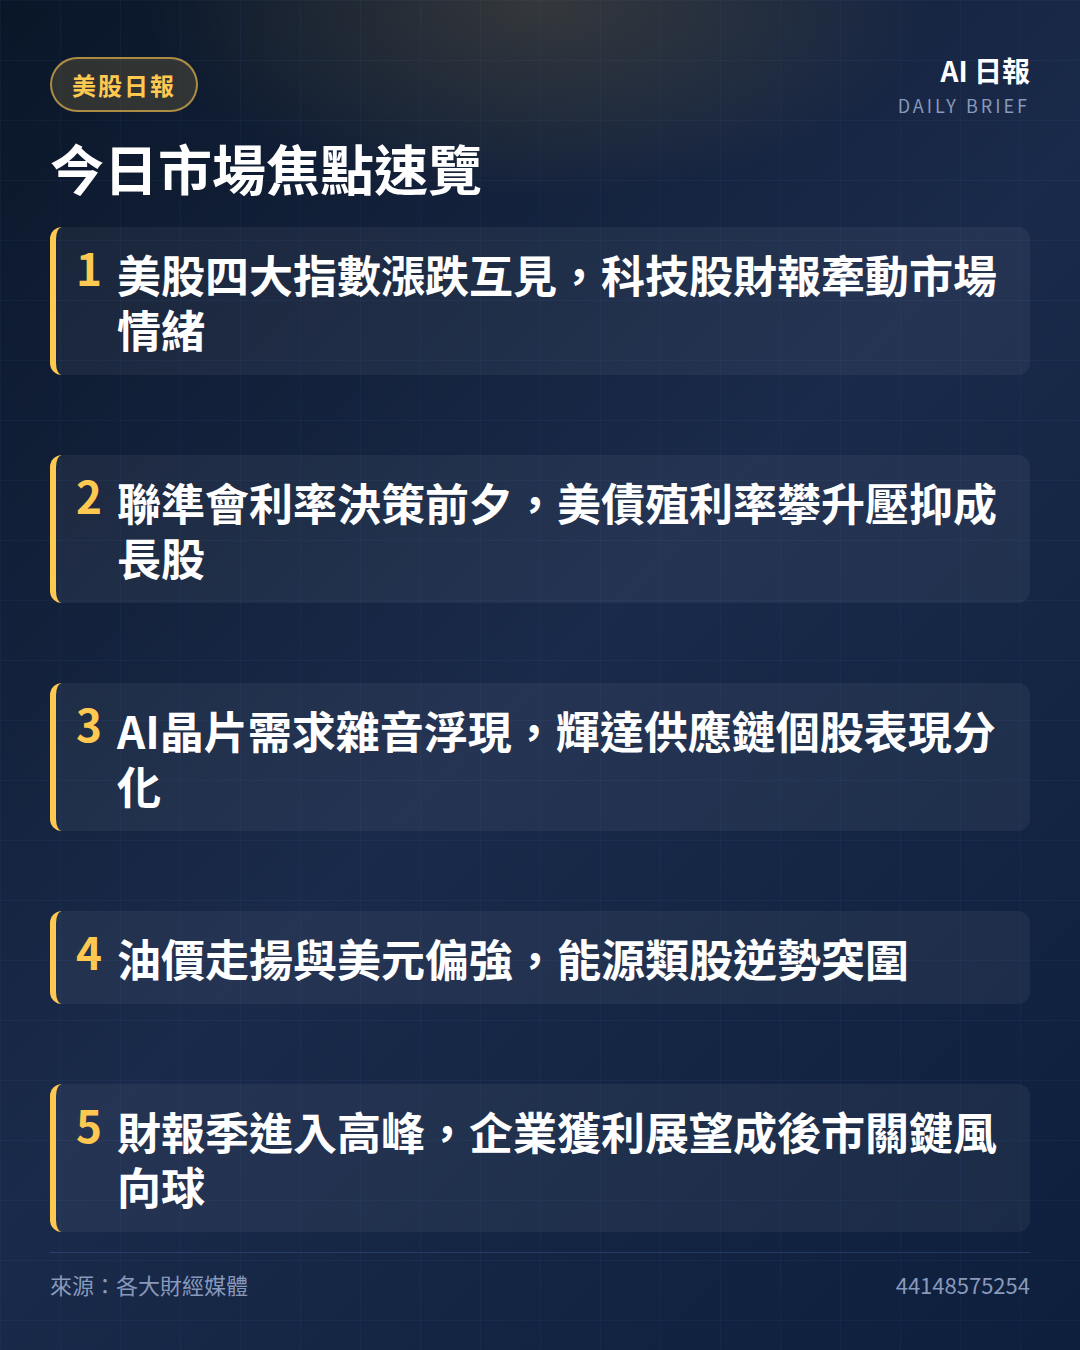 美股日報
AI 日報
DAILY BRIEF
今日市場焦點速覽
1 美股四大指數漲跌互見，科技股財報牽動市場
情緒
2 聯準會利率決策前夕，美債殖利率攀升壓抑成
長股
3 AI晶片需求雜音浮現，輝達供應鏈個股表現分
化
4 油價走揚與美元偏強，能源類股逆勢突圍
5 財報季進入高峰，企業獲利展望成後市關鍵風
向球
來源：各大財經媒體
44148575254